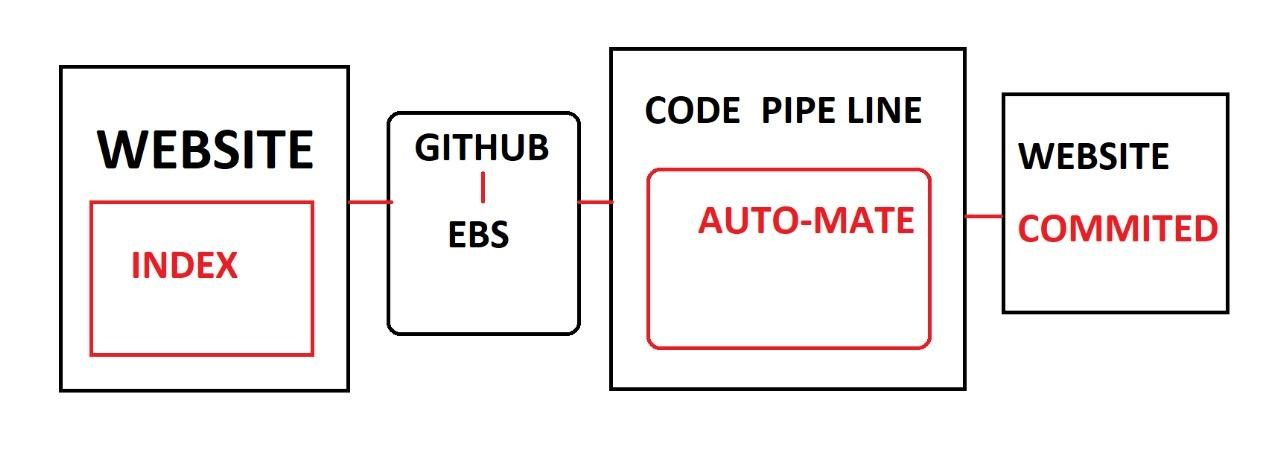 WEBSITE
INDEX
GITHUB
EBS
CODE PIPE LINE
AUTO-MATE
WEBSITE
COMMITED